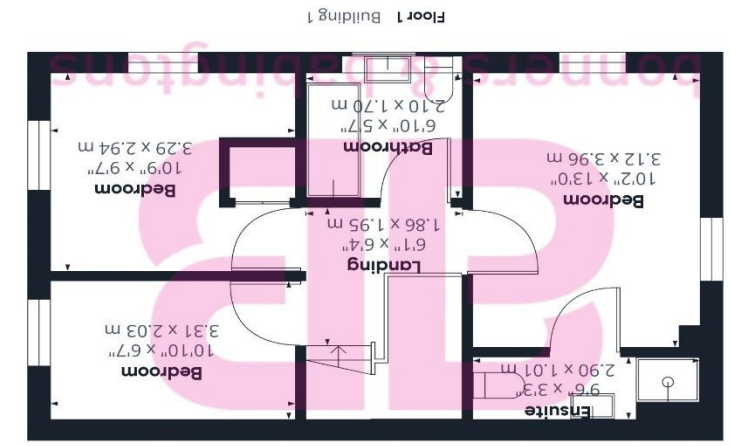 Ensuite
9'6" x 3'3"
2.90 x 1.01 m
Bedroom
10'10" x 6'7"
3.31 x 2.03 m
Landing
6'1" x 6'4"
1.86 x 1.95 m
Bedroom
10'2" x 13'0"
3.12 x 3.96 m
Bathroom
6'10" x 5'7"
2.10 x 1.70 m
Bedroom
10'9" x 9'7"
3.29 x 2.94 m
bonners & babingtons
Floor 1 Building 1